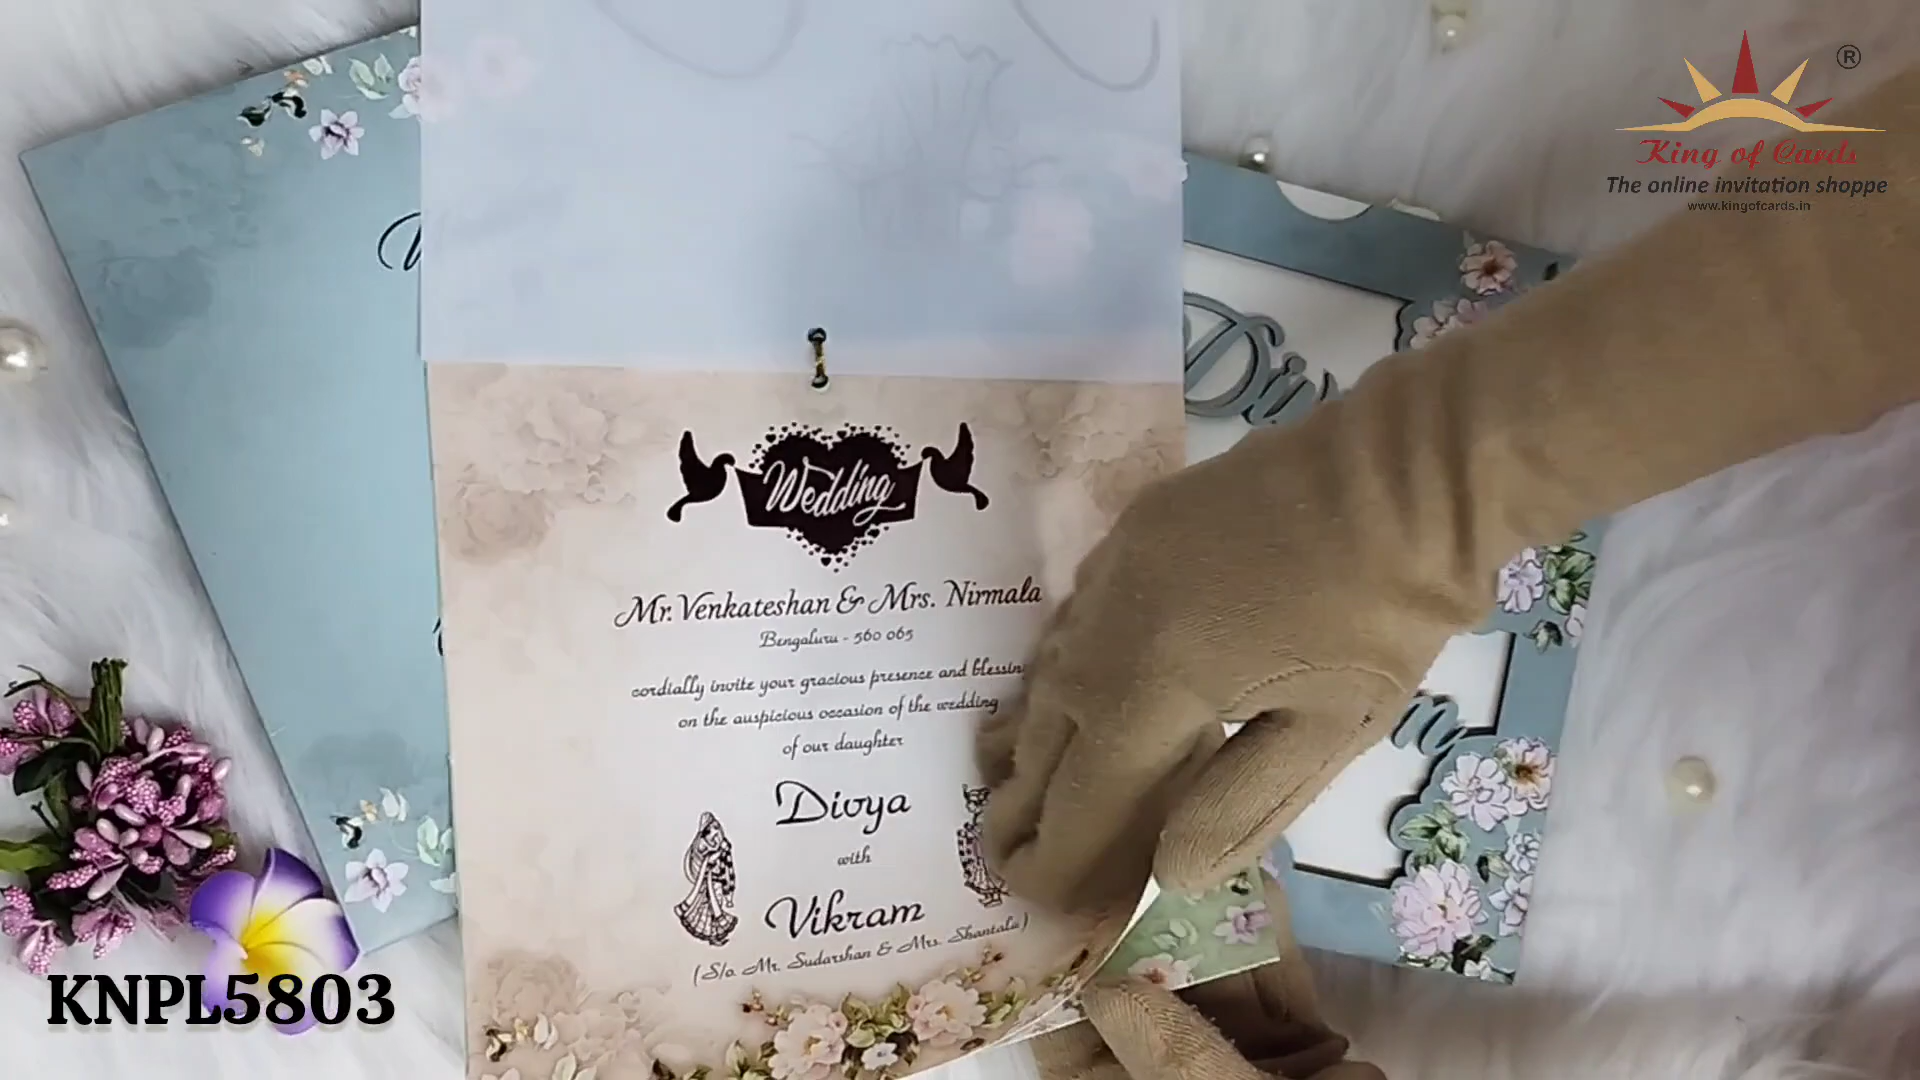 ®
King of Cards
The online invitation shoppe
www.kingofcards.in
Div
Wedding
Mr. Venkateshan & Mrs. Nirmala
Bengaluru - 560 065
cordially invite your gracious presence and blessing
on the auspicious occasion of the wedding
of our daughter
Divya
with
Vikram
(S/o. Mr. Sudarshan & Mrs. Shantala)
KNPL5803